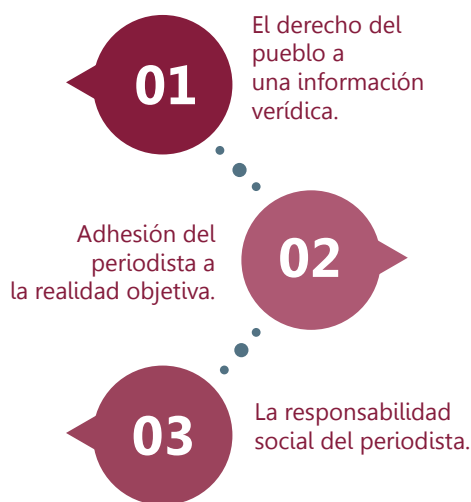 01
El derecho del
pueblo a
una información
verídica.
Adhesión del
periodista a
la realidad objetiva.
02
03
La responsabilidad
social del periodista.